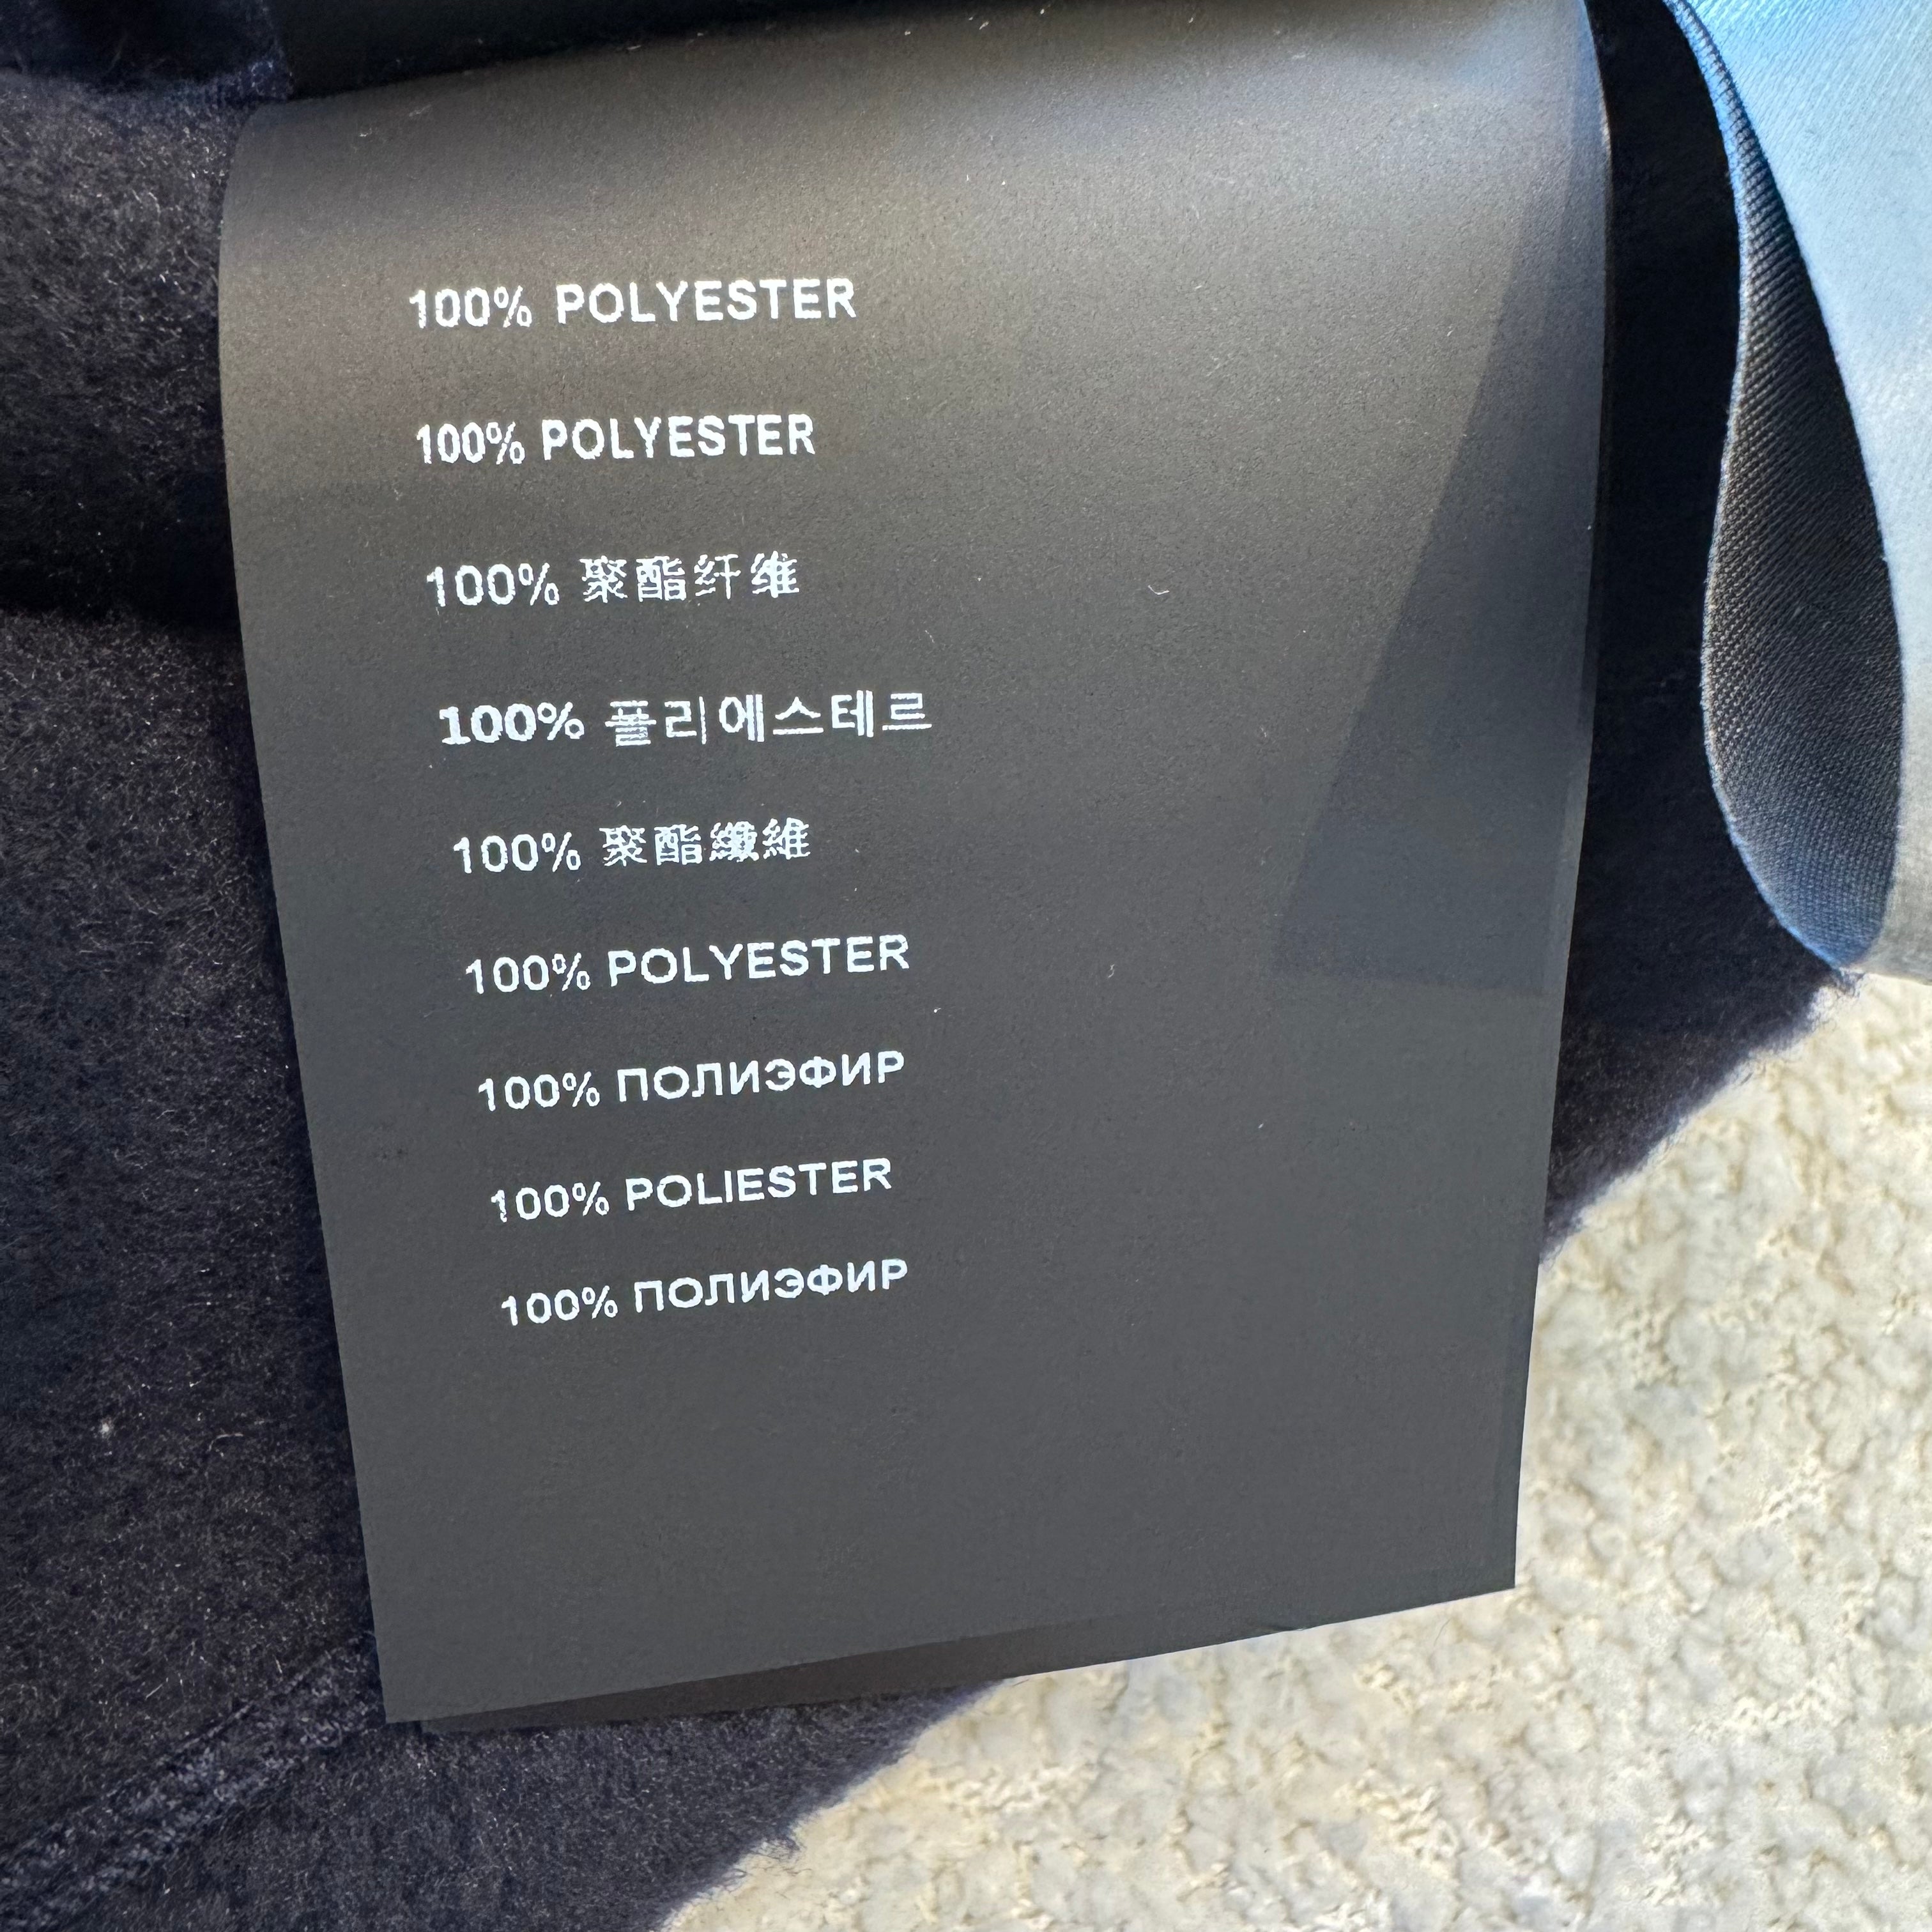 100% POLYESTER
100% POLYESTER
100% 聚酯纤维
100% 폴리에스테르
100% 聚酯纖維
100% POLYESTER
100% ПОЛИЭФИР
100% POLIESTER
100% ПОЛИЭФИР